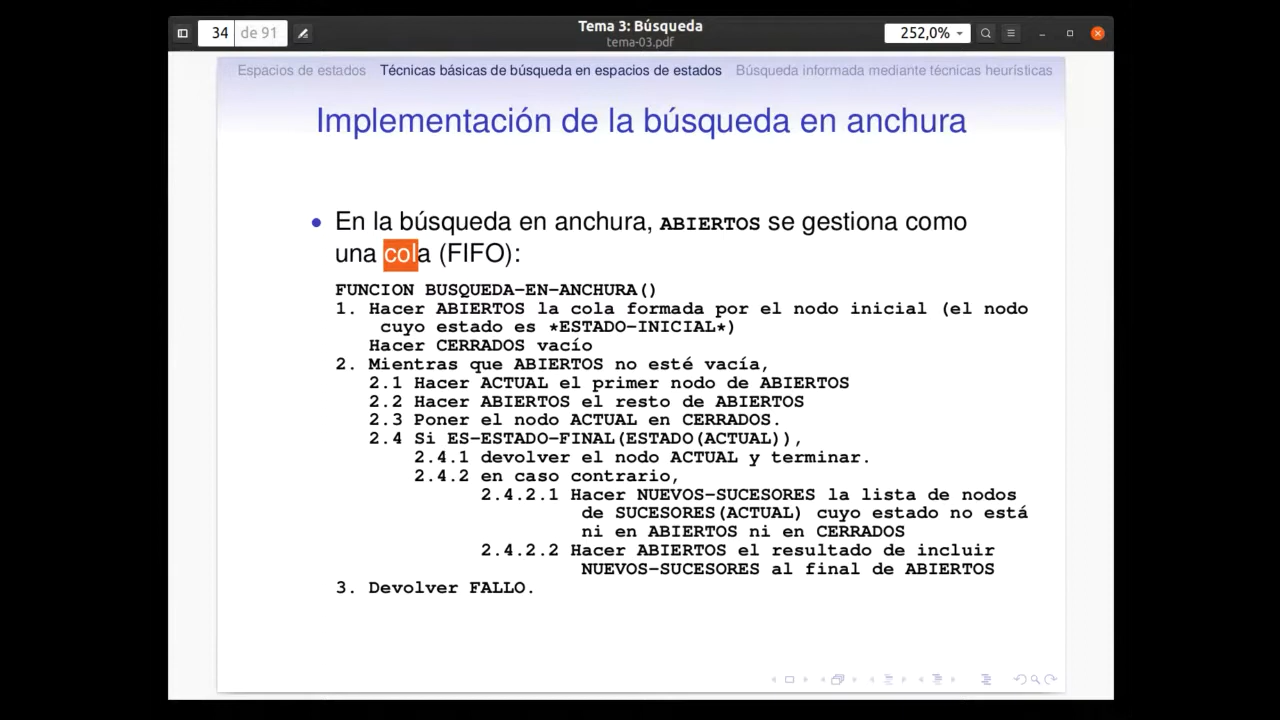 34 de 91
Tema 3: Búsqueda
tema-03.pdf
252,0%
Espacios de estados Técnicas básicas de búsqueda en espacios de estados Búsqueda informada mediante técnicas heurísticas
Implementación de la búsqueda en anchura
• En la búsqueda en anchura, ABIERTOS se gestiona como
una cola (FIFO):
FUNCION BUSQUEDA-EN-ANCHURA()
1. Hacer ABIERTOS la cola formada por el nodo inicial (el nodo
cuyo estado es *ESTADO-INICIAL*)
Hacer CERRADOS vacío
2. Mientras que ABIERTOS no esté vacía,
2.1 Hacer ACTUAL el primer nodo de ABIERTOS
2.2 Hacer ABIERTOS el resto de ABIERTOS
2.3 Poner el nodo ACTUAL en CERRADOS.
2.4 Si ES-ESTADO-FINAL(ESTADO(ACTUAL)),
2.4.1 devolver el nodo ACTUAL y terminar.
2.4.2 en caso contrario,
2.4.2.1 Hacer NUEVOS-SUCESORES la lista de nodos
de SUCESORES(ACTUAL) cuyo estado no está
ni en ABIERTOS ni en CERRADOS
2.4.2.2 Hacer ABIERTOS el resultado de incluir
NUEVOS-SUCESORES al final de ABIERTOS
3. Devolver FALLO.